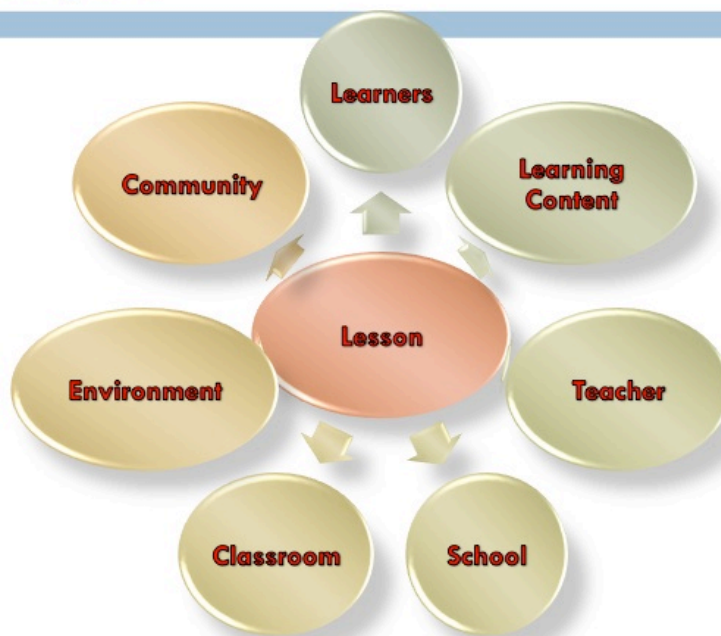 Learners
Community
Learning
Content
Lesson
Environment
Teacher
Classroom
School